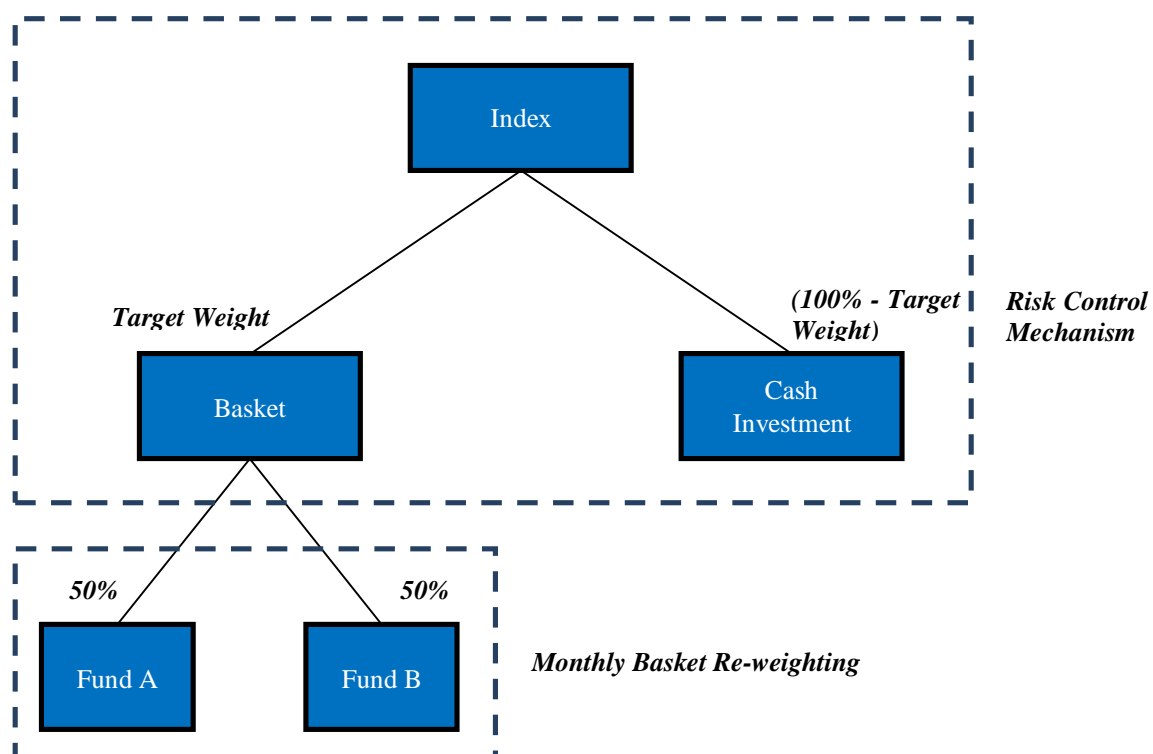 Index
Target Weight
(100% - Target
Weight)
Risk Control
Mechanism
Basket
Cash
Investment
50%
50%
Fund A
Fund B
Monthly Basket Re-weighting